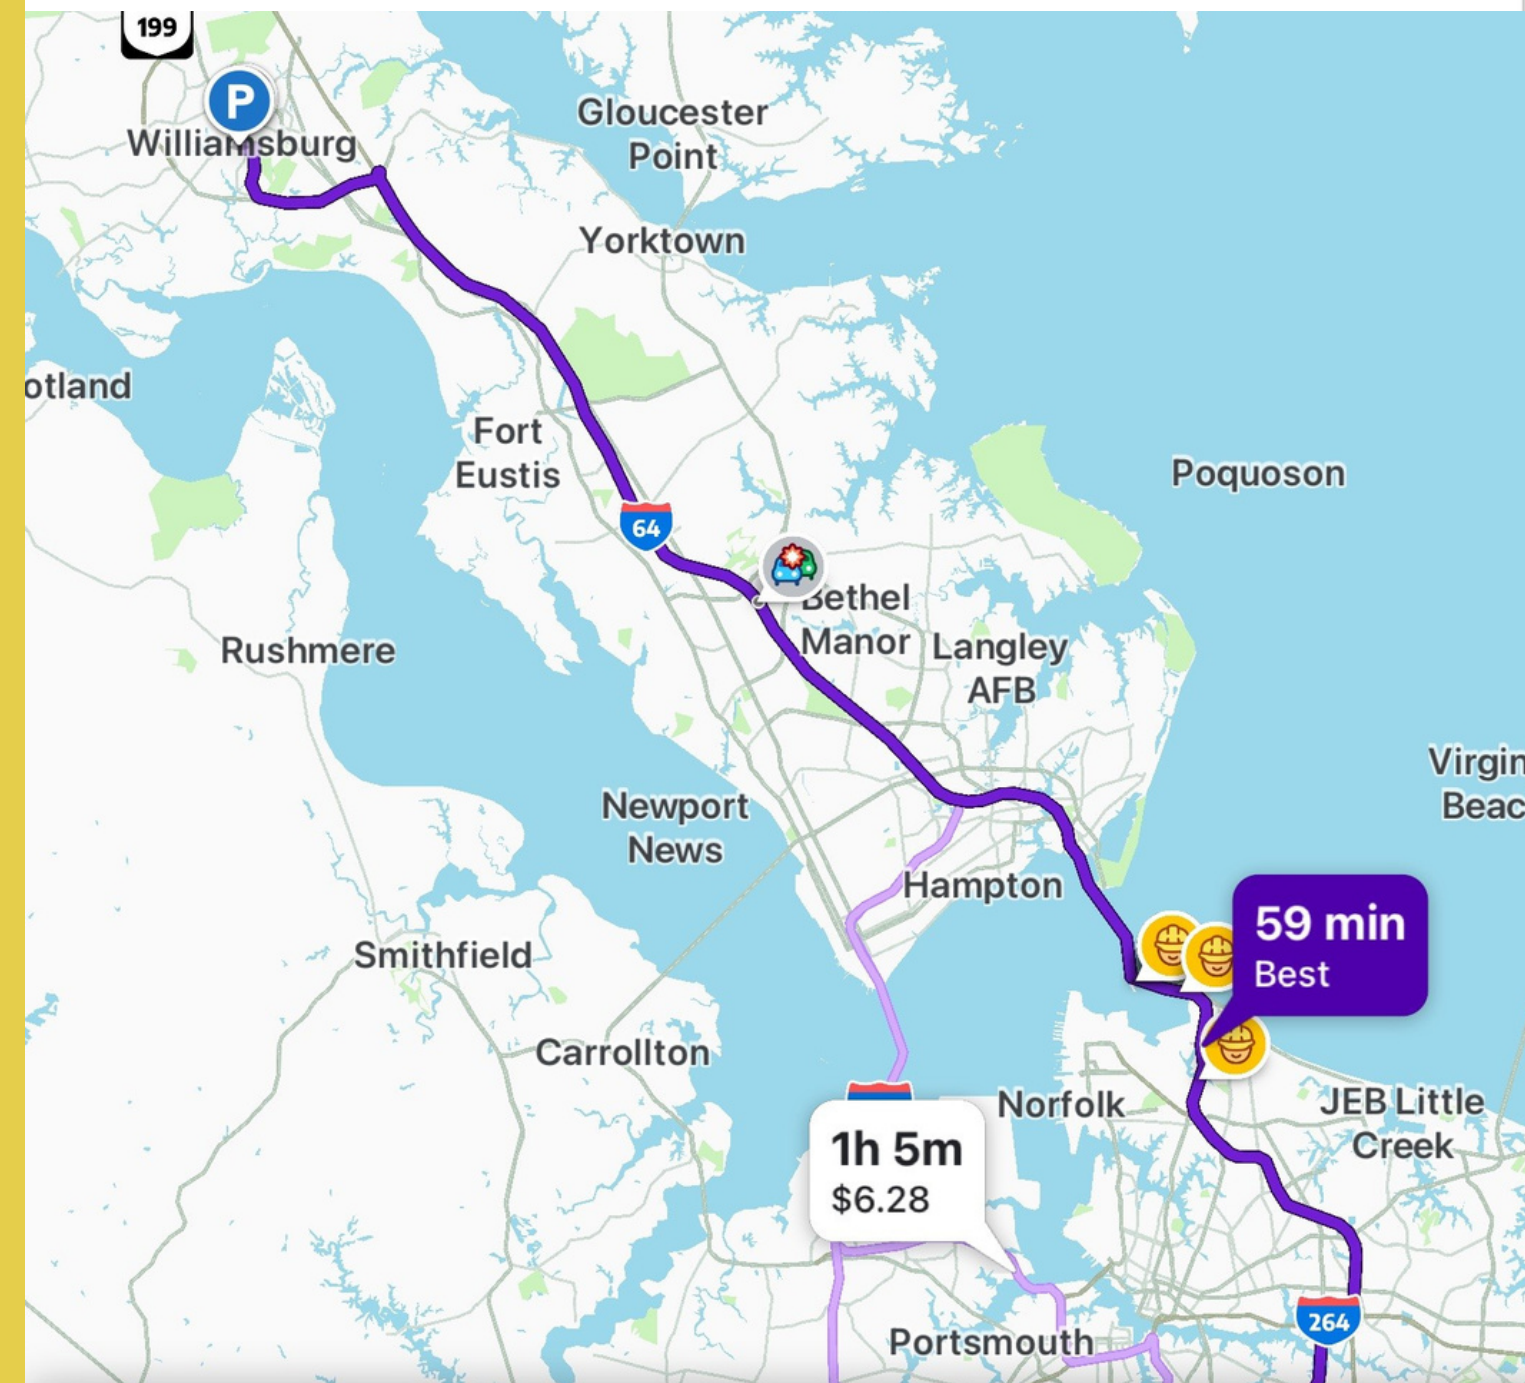 199
P
Williamsburg
Gloucester
Point
Yorktown
otland
Fort
Eustis
Poquoson
64
Bethel
Manor
Langley
AFB
Rushmere
Virgin
Beac
Newport
News
Hampton
59 min
Best
Smithfield
Carrollton
Norfolk
JEB Little
Creek
1h 5m
$6.28
264
Portsmouth